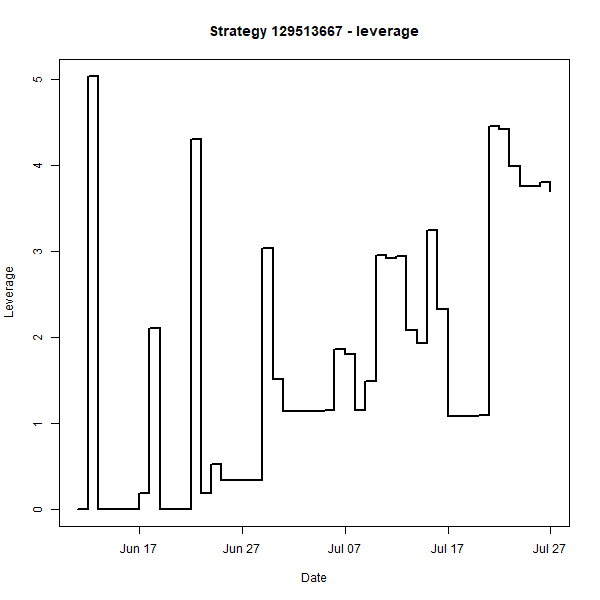 Strategy 129513667 - leverage
Leverage
5
4
3
2
1
0
Jun 17
Jun 27
Jul 07
Jul 17
Jul 27
Date